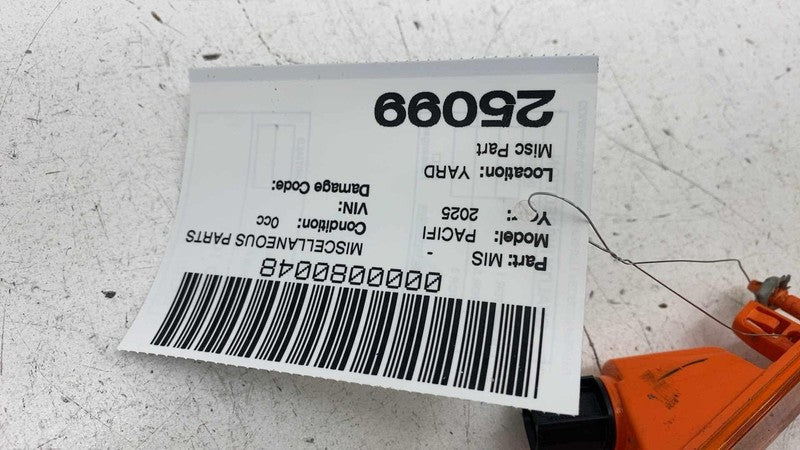 0000080048
Part: MIS - MISCELLANEOUS PARTS
Model: PACIFI Condition: 0cc
2025 VIN:
Location: YARD Damage Code:
Misc Part
25099